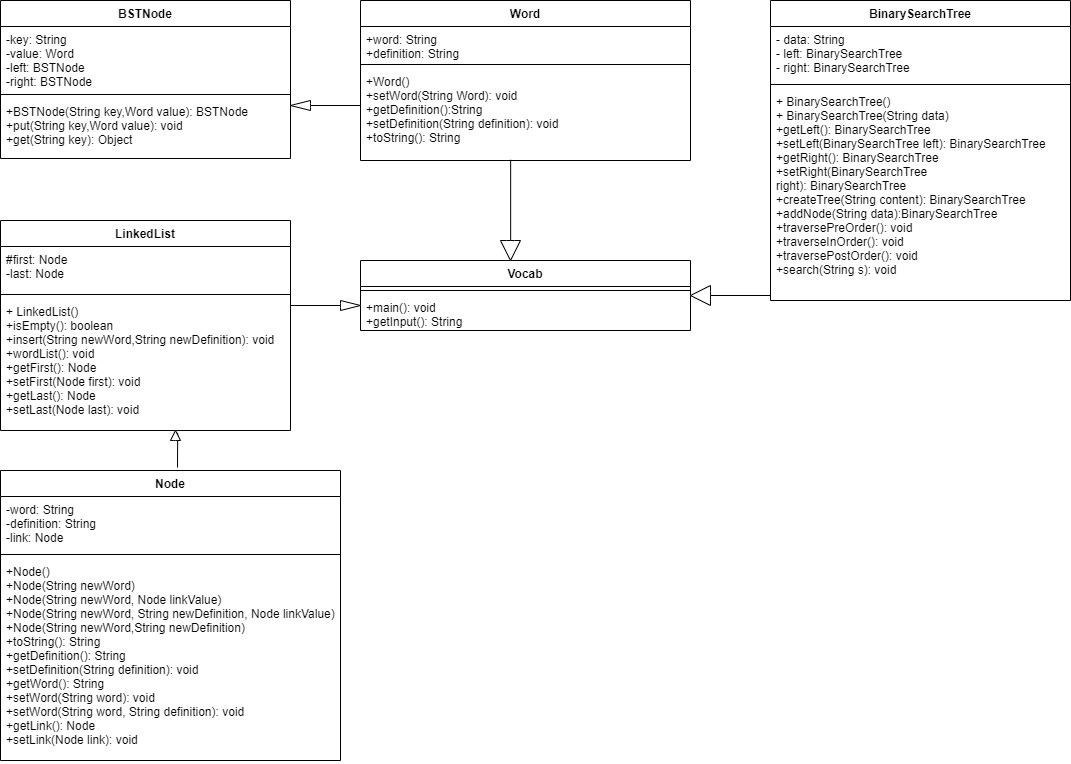 BSTNode
-key: String
-value: Word
-left: BSTNode
-right: BSTNode
+BSTNode(String key,Word value): BSTNode
+put(String key,Word value): void
+get(String key): Object
Word
+word: String
+definition: String
+Word()
+setWord(String Word): void
+getDefinition():String
+setDefinition(String definition): void
+toString(): String
BinarySearchTree
- data: String
- left: BinarySearchTree
- right: BinarySearchTree
+ BinarySearchTree()
+ BinarySearchTree(String data)
+getLeft(): BinarySearchTree
+setLeft(BinarySearchTree left): BinarySearchTree
+getRight(): BinarySearchTree
+setRight(BinarySearchTree
right): BinarySearchTree
+createTree(String content): BinarySearchTree
+addNode(String data):BinarySearchTree
+traversePreOrder(): void
+traverseInOrder(): void
+traversePostOrder(): void
+search(String s): void
LinkedList
#first: Node
-last: Node
+ LinkedList()
+isEmpty(): boolean
+insert(String newWord,String newDefinition): void
+wordList(): void
+getFirst(): Node
+setFirst(Node first): void
+getLast(): Node
+setLast(Node last): void
Vocab
+main(): void
+getInput(): String
Node
-word: String
-definition: String
-link: Node
+Node()
+Node(String newWord)
+Node(String newWord, Node linkValue)
+Node(String newWord, String newDefinition, Node linkValue)
+Node(String newWord,String newDefinition)
+toString(): String
+getDefinition(): String
+setDefinition(String definition): void
+getWord(): String
+setWord(String word): void
+setWord(String word, String definition): void
+getLink(): Node
+setLink(Node link): void